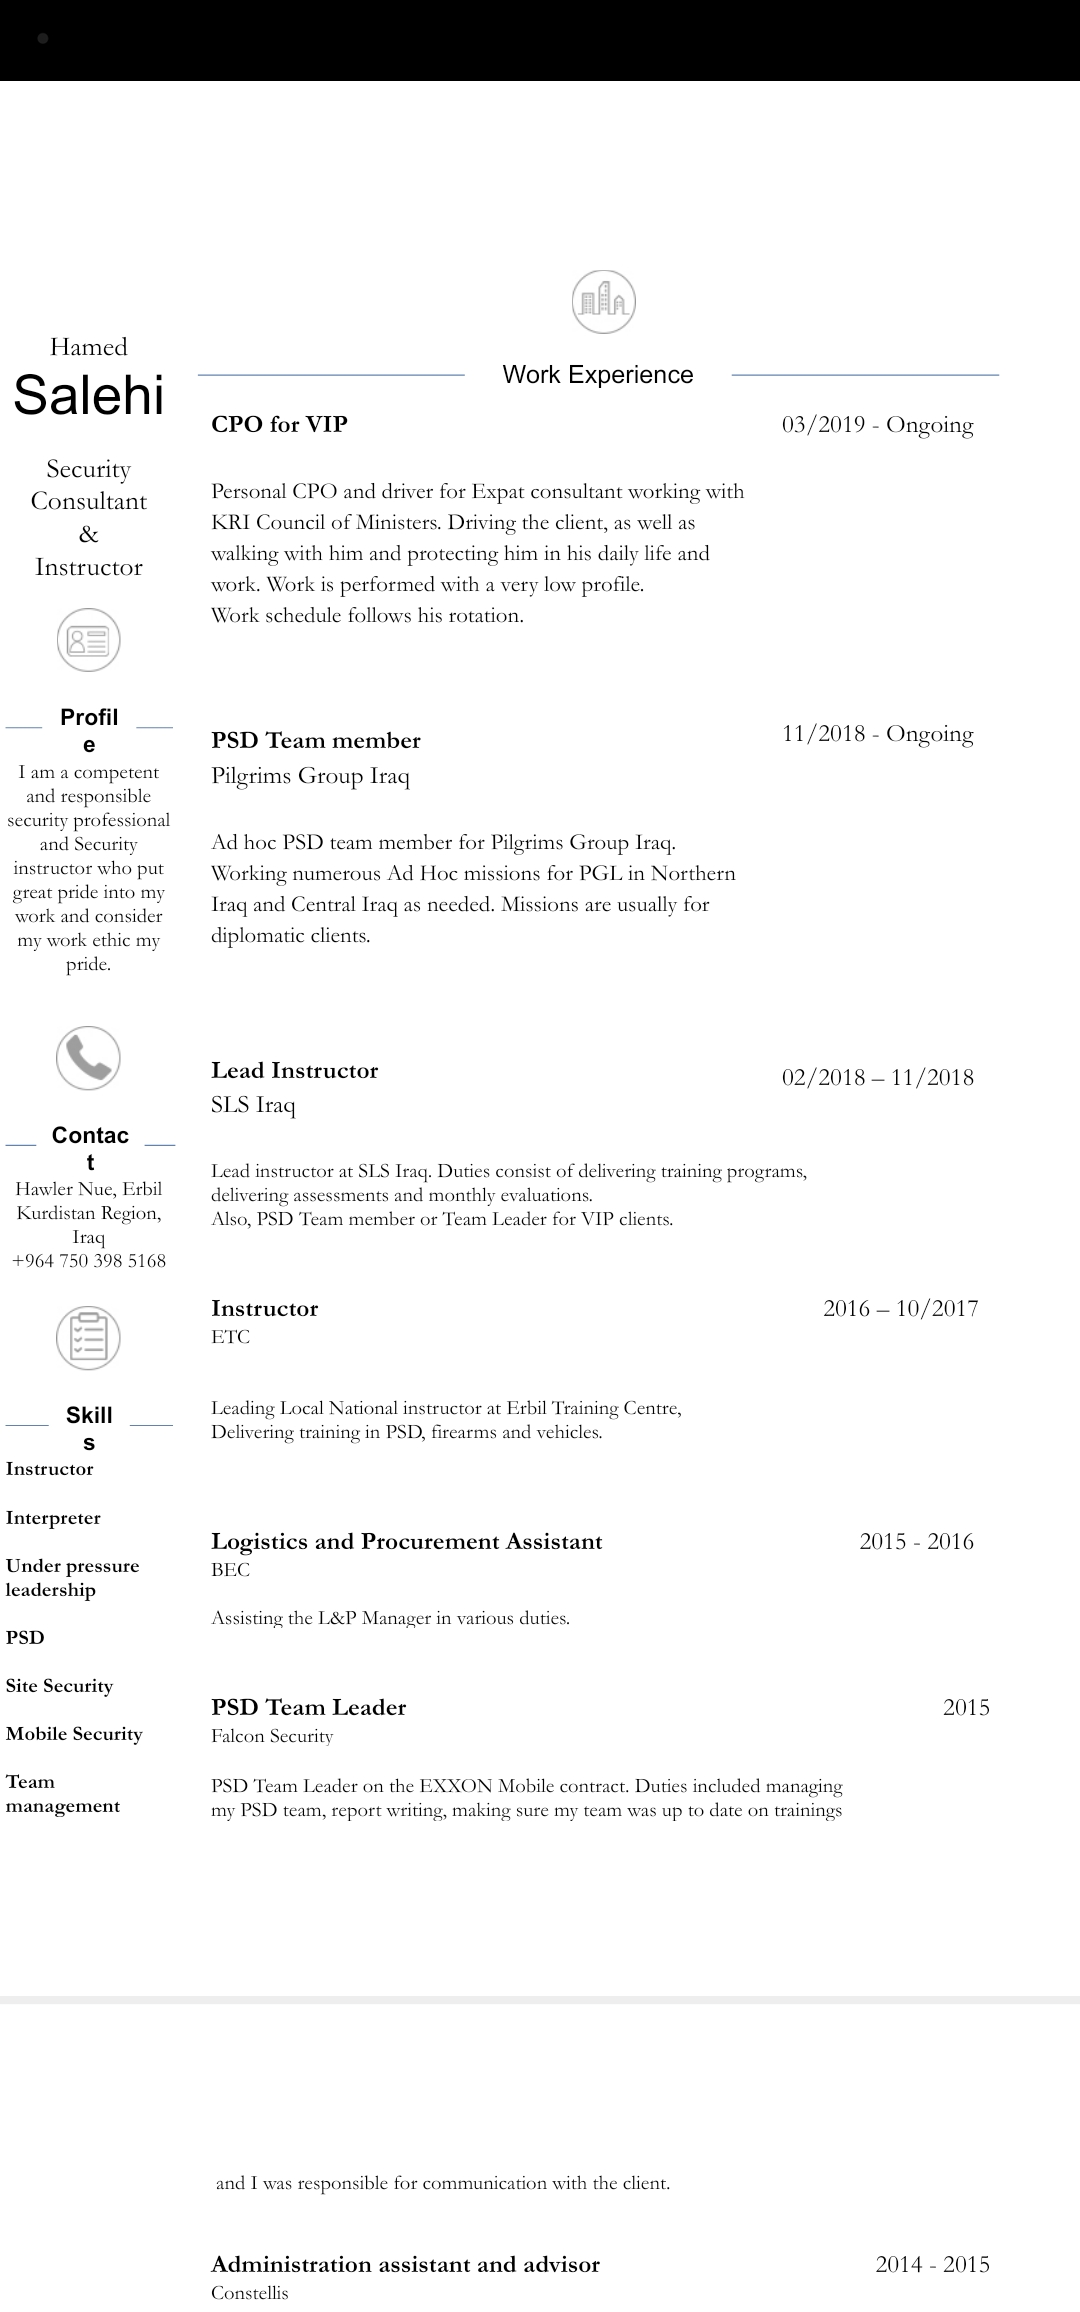 Hamed
Salehi
Security
Consultant
&
Instructor
Profil
e
I am a competent
and responsible
security professional
and Security
instructor who put
great pride into my
work and consider
my work ethic my
pride.
Contac
t
Hawler Nue, Erbil
Kurdistan Region,
Iraq
+964 750 398 5168
Skill
s
Instructor
Interpreter
Under pressure
leadership
PSD
Site Security
Mobile Security
Team
management
Work Experience
CPO for VIP 03/2019 - Ongoing
Personal CPO and driver for Expat consultant working with
KRI Council of Ministers. Driving the client, as well as
walking with him and protecting him in his daily life and
work. Work is performed with a very low profile.
Work schedule follows his rotation.
PSD Team member 11/2018 - Ongoing
Pilgrims Group Iraq
Ad hoc PSD team member for Pilgrims Group Iraq.
Working numerous Ad Hoc missions for PGL in Northern
Iraq and Central Iraq as needed. Missions are usually for
diplomatic clients.
Lead Instructor 02/2018 – 11/2018
SLS Iraq
Lead instructor at SLS Iraq. Duties consist of delivering training programs,
delivering assessments and monthly evaluations.
Also, PSD Team member or Team Leader for VIP clients.
Instructor 2016 – 10/2017
ETC
Leading Local National instructor at Erbil Training Centre,
Delivering training in PSD, firearms and vehicles.
Logistics and Procurement Assistant 2015 - 2016
BEC
Assisting the L&P Manager in various duties.
PSD Team Leader 2015
Falcon Security
PSD Team Leader on the EXXON Mobile contract. Duties included managing
my PSD team, report writing, making sure my team was up to date on trainings
and I was responsible for communication with the client.
Administration assistant and advisor 2014 - 2015
Constellis